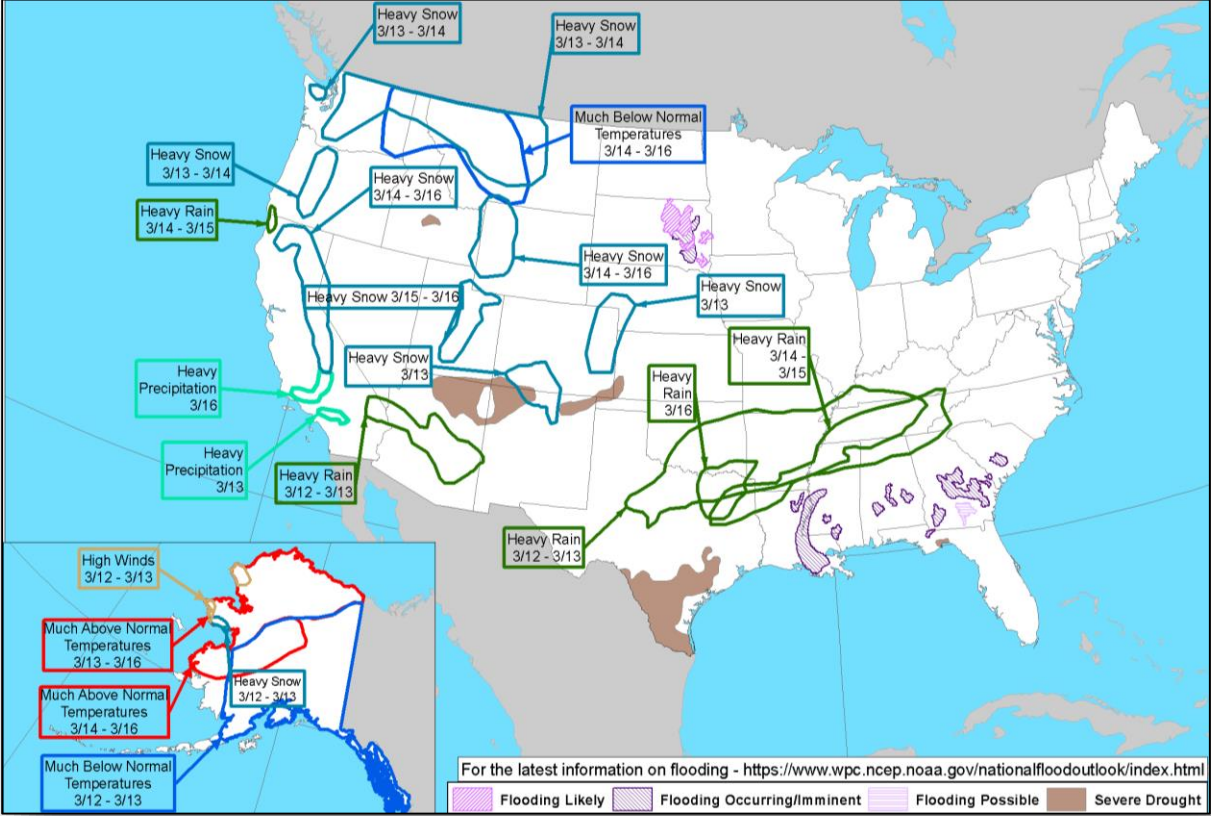 Heavy Snow
3/13 - 3/14
Heavy Snow
3/13 - 3/14
Much Below Normal
Temperatures
3/14 - 3/16
Heavy Snow
3/13 - 3/14
Heavy Snow
3/14 - 3/16
Heavy Rain
3/14 - 3/15
Heavy Snow
3/14 - 3/16
Heavy Snow 3/15 - 3/16
Heavy Snow
3/13
Heavy Rain
3/14 -
3/15
Heavy Snow
3/13
Heavy
Precipitation
3/16
Heavy
Rain
3/16
Heavy
Precipitation
3/13
Heavy Rain
3/12 - 3/13
Heavy Rain
3/12 - 3/13
High Winds
3/12 - 3/13
Much Above Normal
Temperatures
3/13 - 3/16
Heavy Snow
3/12 - 3/13
Much Above Normal
Temperatures
3/14 - 3/16
Much Below Normal
Temperatures
3/12 - 3/13
For the latest information on flooding - https://www.wpc.ncep.noaa.gov/nationalfloodoutlook/index.html
Flooding Likely
Flooding Occurring/Imminent
Flooding Possible
Severe Drought